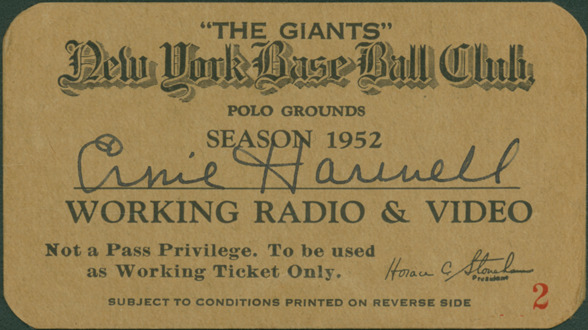 "THE GIANTS"
New York Base Ball Club,
POLO GROUNDS
SEASON 1952
Ernie Harwell
WORKING RADIO & VIDEO
Not a Pass Privilege. To be used
as Working Ticket Only.
Horace C Stoneham
President
SUBJECT TO CONDITIONS PRINTED ON REVERSE SIDE
2